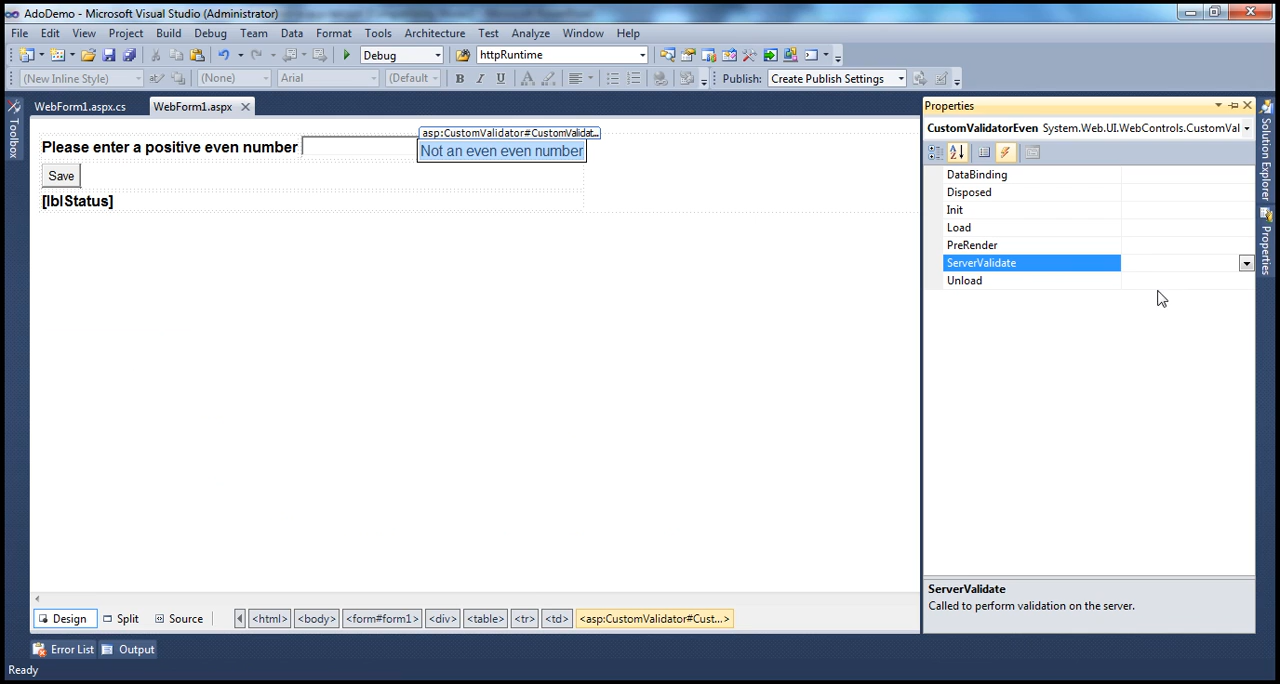 AdoDemo - Microsoft Visual Studio (Administrator)
File Edit View Project Build Debug Team Data Format Tools Architecture Test Analyze Window Help
Debug httpRuntime
(New Inline Style) (None) Arial (Default B I U A Publish: Create Publish Settings
WebForm1.aspx.cs WebForm1.aspx
Toolbox
asp:CustomValidator#CustomValidat...
Please enter a positive even number Not an even even number
Save
[lblStatus]
Properties
CustomValidatorEven System.Web.UI.WebControls.CustomVal
DataBinding
Disposed
Init
Load
PreRender
ServerValidate
Unload
ServerValidate
Called to perform validation on the server.
Solution Explorer
Properties
Design Split Source <html> <body> <form#form1> <div> <table> <tr> <td> <asp:CustomValidator#Cust...>
Error List Output
Ready